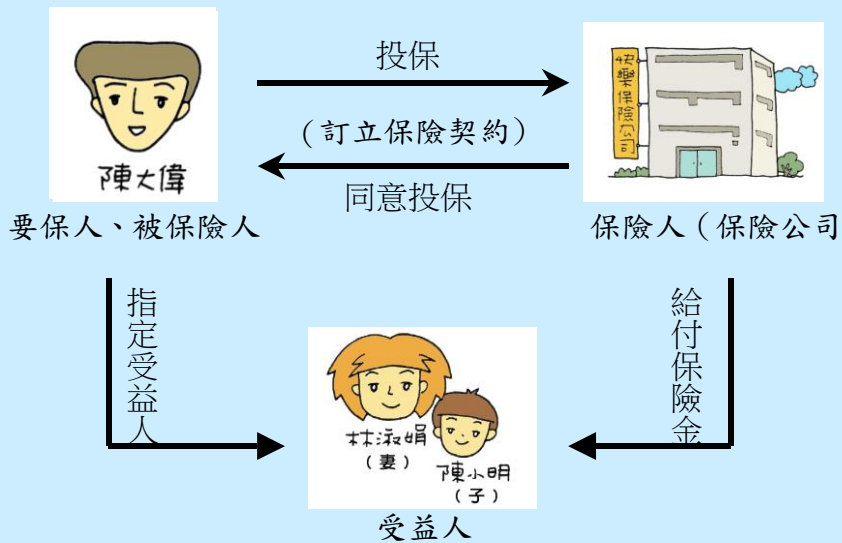 投保
快樂保險公司
(訂立保險契約)
陳大偉
同意投保
要保人、被保險人
保險人(保險公司
指定受益人
給付保險金
林淑娟
(妻)
陳小明
(子)
受益人